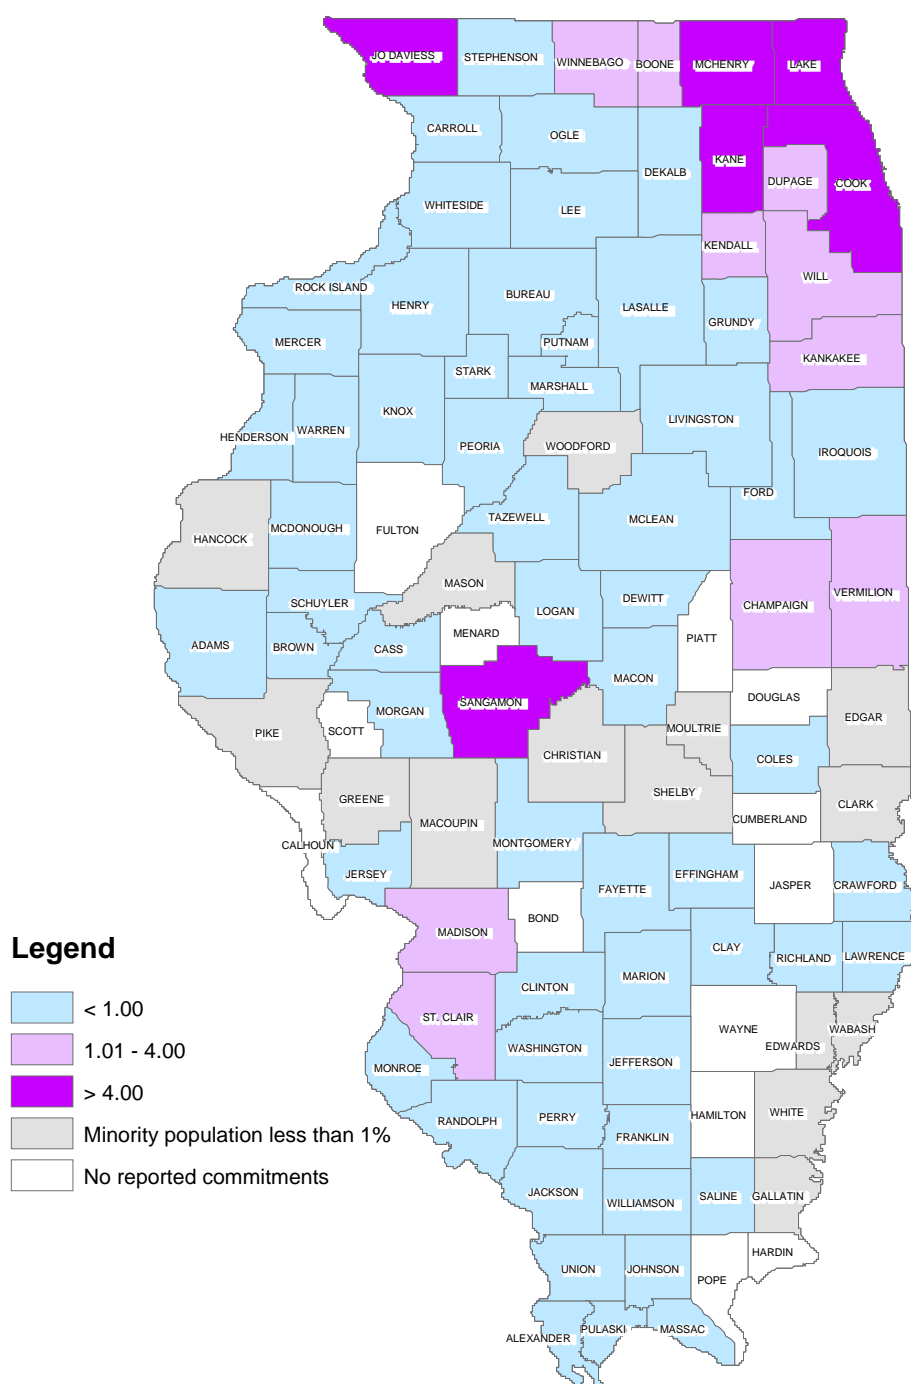 JO DAVIESS
STEPHENSON
WINNEBAGO
BOONE
MCHENRY
LAKE
CARROLL
OGLE
DEKALB
KANE
DUPAGE
COOK
WHITESIDE
LEE
KENDALL
WILL
ROCK ISLAND
HENRY
BUREAU
LASALLE
GRUNDY
MERCER
PUTNAM
KANKAKEE
STARK
MARSHALL
KNOX
LIVINGSTON
HENDERSON
WARREN
PEORIA
WOODFORD
IROQUOIS
FORD
HANCOCK
MCDONOUGH
FULTON
TAZEWELL
MCLEAN
MASON
SCHUYLER
LOGAN
DEWITT
CHAMPAIGN
VERMILION
ADAMS
BROWN
CASS
MENARD
PIATT
MACON
SANGAMON
DOUGLAS
MORGAN
PIKE
SCOTT
MOULTRIE
EDGAR
CHRISTIAN
COLES
GREENE
SHELBY
CLARK
MACOUPIN
CUMBERLAND
CALHOUN
MONTGOMERY
JERSEY
FAYETTE
EFFINGHAM
JASPER
CRAWFORD
MADISON
BOND
CLAY
RICHLAND
LAWRENCE
Legend
< 1.00
1.01 - 4.00
> 4.00
Minority population less than 1%
No reported commitments
MARION
CLINTON
ST. CLAIR
WAYNE
EDWARDS
WABASH
WASHINGTON
JEFFERSON
MONROE
RANDOLPH
PERRY
HAMILTON
WHITE
FRANKLIN
JACKSON
WILLIAMSON
SALINE
GALLATIN
UNION
JOHNSON
HARDIN
POPE
ALEXANDER
PULASKI
MASSAC